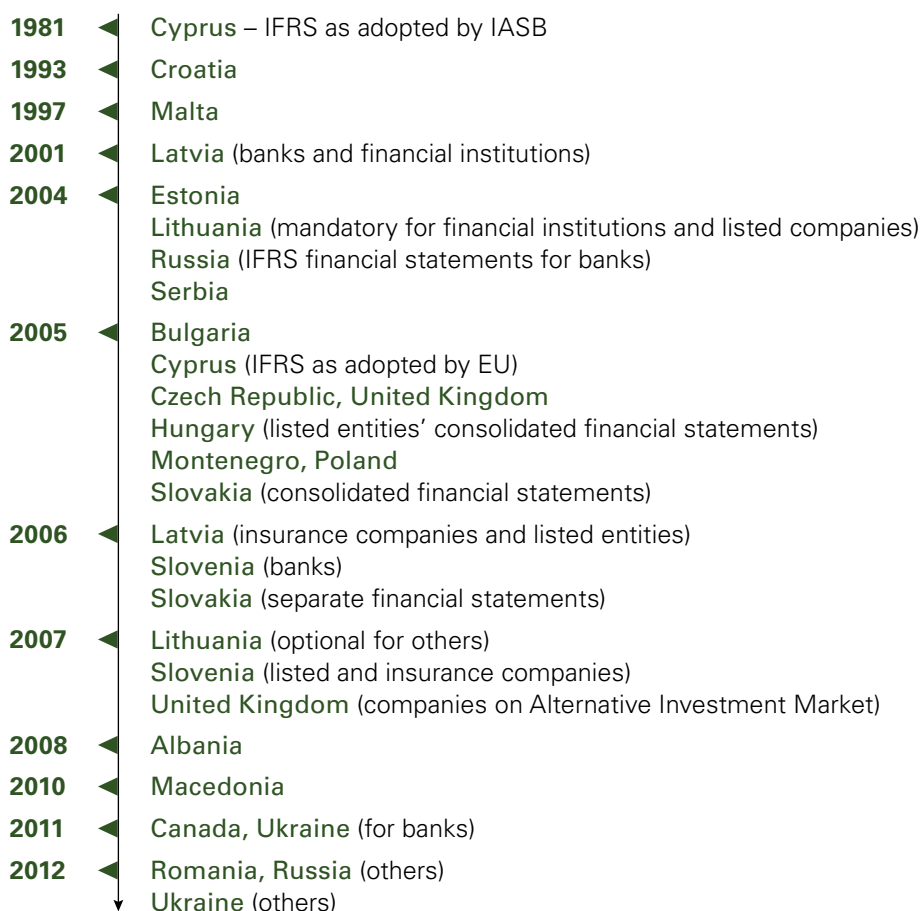 1981 Cyprus – IFRS as adopted by IASB
1993 Croatia
1997 Malta
2001 Latvia (banks and financial institutions)
2004 Estonia
Lithuania (mandatory for financial institutions and listed companies)
Russia (IFRS financial statements for banks)
Serbia
2005 Bulgaria
Cyprus (IFRS as adopted by EU)
Czech Republic, United Kingdom
Hungary (listed entities’ consolidated financial statements)
Montenegro, Poland
Slovakia (consolidated financial statements)
2006 Latvia (insurance companies and listed entities)
Slovenia (banks)
Slovakia (separate financial statements)
2007 Lithuania (optional for others)
Slovenia (listed and insurance companies)
United Kingdom (companies on Alternative Investment Market)
2008 Albania
2010 Macedonia
2011 Canada, Ukraine (for banks)
2012 Romania, Russia (others)
Ukraine (others)